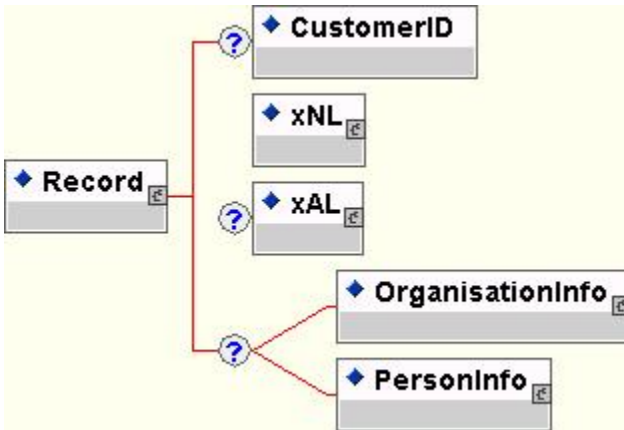 CustomerID
?
xNL
Record
xAL
?
OrganisationInfo
?
PersonInfo